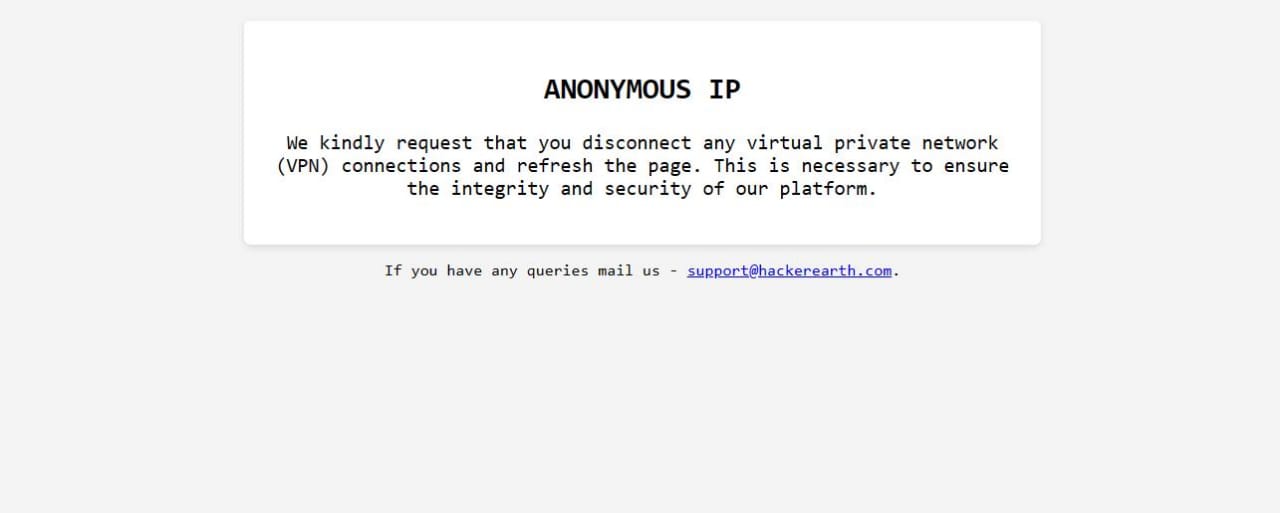 ANONYMOUS IP
We kindly request that you disconnect any virtual private network
(VPN) connections and refresh the page. This is necessary to ensure
the integrity and security of our platform.
If you have any queries mail us - support@hackerearth.com.